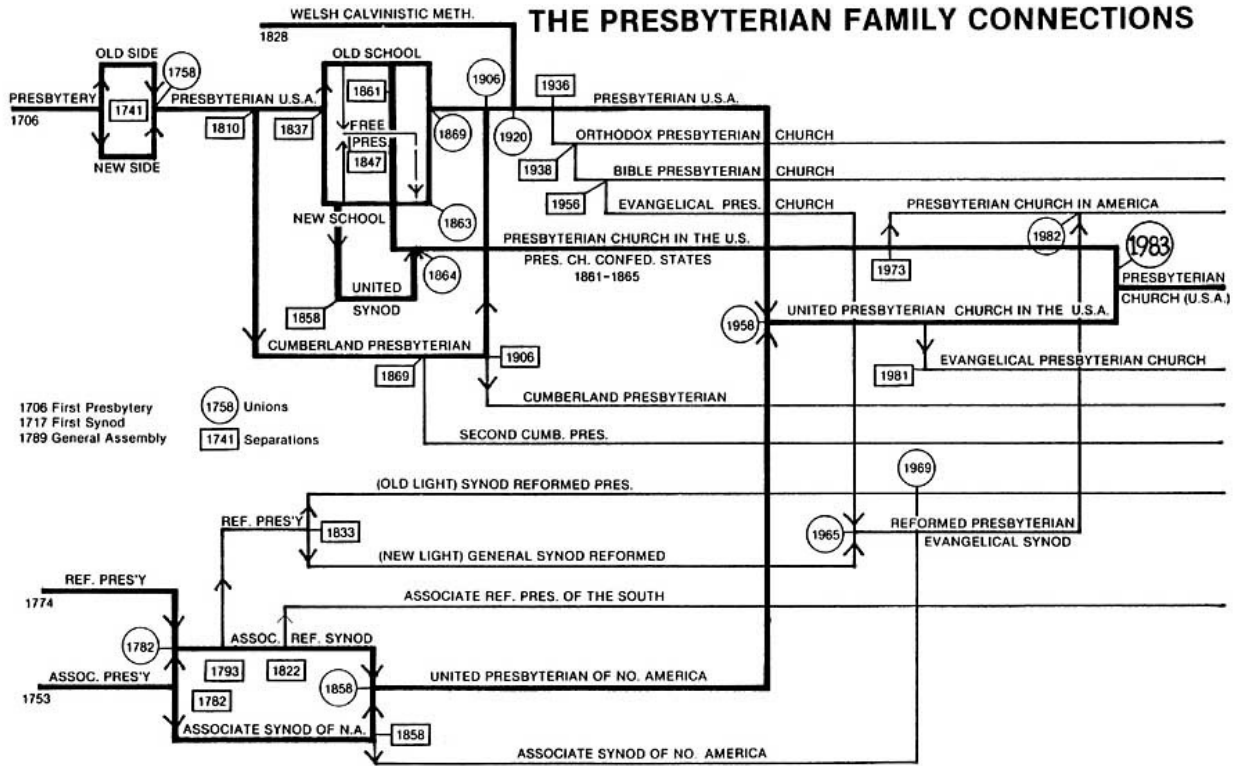 THE PRESBYTERIAN FAMILY CONNECTIONS
WELSH CALVINISTIC METH.
1828
OLD SIDE
1758
OLD SCHOOL
1906
1936
PRESBYTERY
1706
1741
PRESBYTERIAN U.S.A.
1861
PRESBYTERIAN U.S.A.
1810
1837
FREE
PRES.
1847
1869
1920
ORTHODOX PRESBYTERIAN CHURCH
NEW SIDE
1938
BIBLE PRESBYTERIAN CHURCH
1956
EVANGELICAL PRES. CHURCH
PRESBYTERIAN CHURCH IN AMERICA
NEW SCHOOL
1863
1982
1983
PRESBYTERIAN CHURCH IN THE U.S.
PRES. CH. CONFED. STATES
1861-1865
1864
1973
PRESBYTERIAN
CHURCH (U.S.A.)
UNITED
SYNOD
1858
1958
UNITED PRESBYTERIAN CHURCH IN THE U.S.A.
CUMBERLAND PRESBYTERIAN
1906
1869
EVANGELICAL PRESBYTERIAN CHURCH
1981
CUMBERLAND PRESBYTERIAN
1706 First Presbytery
1717 First Synod
1789 General Assembly
1758 Unions
1741 Separations
SECOND CUMB. PRES.
1969
(OLD LIGHT) SYNOD REFORMED PRES.
REF. PRES'Y
1833
1965
REFORMED PRESBYTERIAN
EVANGELICAL SYNOD
(NEW LIGHT) GENERAL SYNOD REFORMED
REF. PRES'Y
1774
ASSOCIATE REF. PRES. OF THE SOUTH
1782
ASSOC. REF. SYNOD
1793
1822
ASSOC. PRES'Y
1753
1782
1858
UNITED PRESBYTERIAN OF NO. AMERICA
ASSOCIATE SYNOD OF N.A.
1858
ASSOCIATE SYNOD OF NO. AMERICA